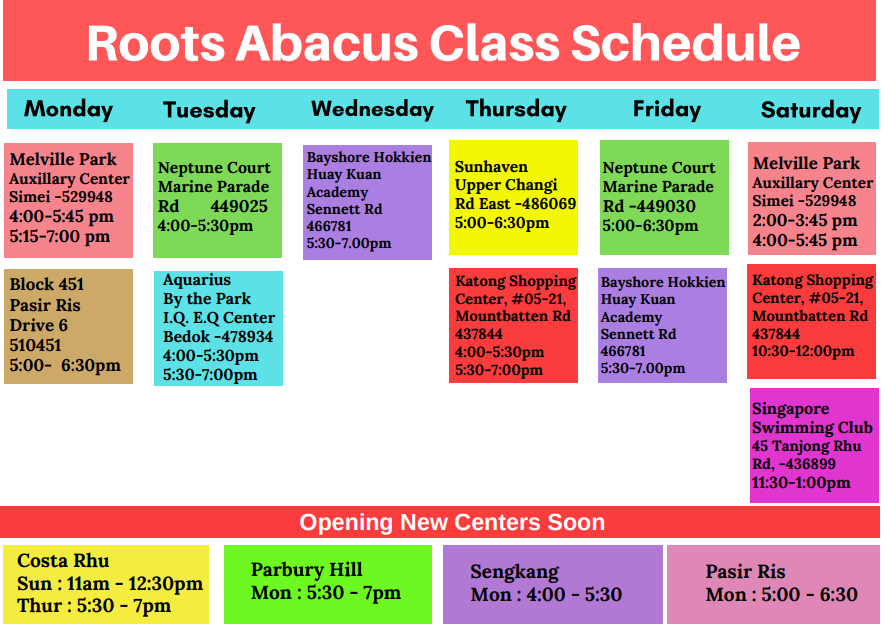 Roots Abacus Class Schedule
Monday
Tuesday
Wednesday
Thursday
Friday
Saturday
Melville Park
Auxillary Center
Simei -529948
4:00-5:45 pm
5:15-7:00 pm
Neptune Court
Marine Parade
Rd 449025
4:00-5:30pm
Bayshore Hokkien
Huay Kuan
Academy
Sennett Rd
466781
5:30-7.00pm
Sunhaven
Upper Changi
Rd East -486069
5:00-6:30pm
Neptune Court
Marine Parade
Rd -449030
5:00-6:30pm
Melville Park
Auxillary Center
Simei -529948
2:00-3:45 pm
4:00-5:45 pm
Block 451
Pasir Ris
Drive 6
510451
5:00- 6:30pm
Aquarius
By the Park
I.Q. E.Q Center
Bedok -478934
4:00-5:30pm
5:30-7:00pm
Katong Shopping
Center, #05-21,
Mountbatten Rd
437844
4:00-5:30pm
5:30-7:00pm
Bayshore Hokkien
Huay Kuan
Academy
Sennett Rd
466781
5:30-7.00pm
Katong Shopping
Center, #05-21,
Mountbatten Rd
437844
10:30-12:00pm
Singapore
Swimming Club
45 Tanjong Rhu
Rd, -436899
11:30-1:00pm
Opening New Centers Soon
Costa Rhu
Sun : 11am - 12:30pm
Thur : 5:30 - 7pm
Parbury Hill
Mon : 5:30 - 7pm
Sengkang
Mon : 4:00 - 5:30
Pasir Ris
Mon : 5:00 - 6:30